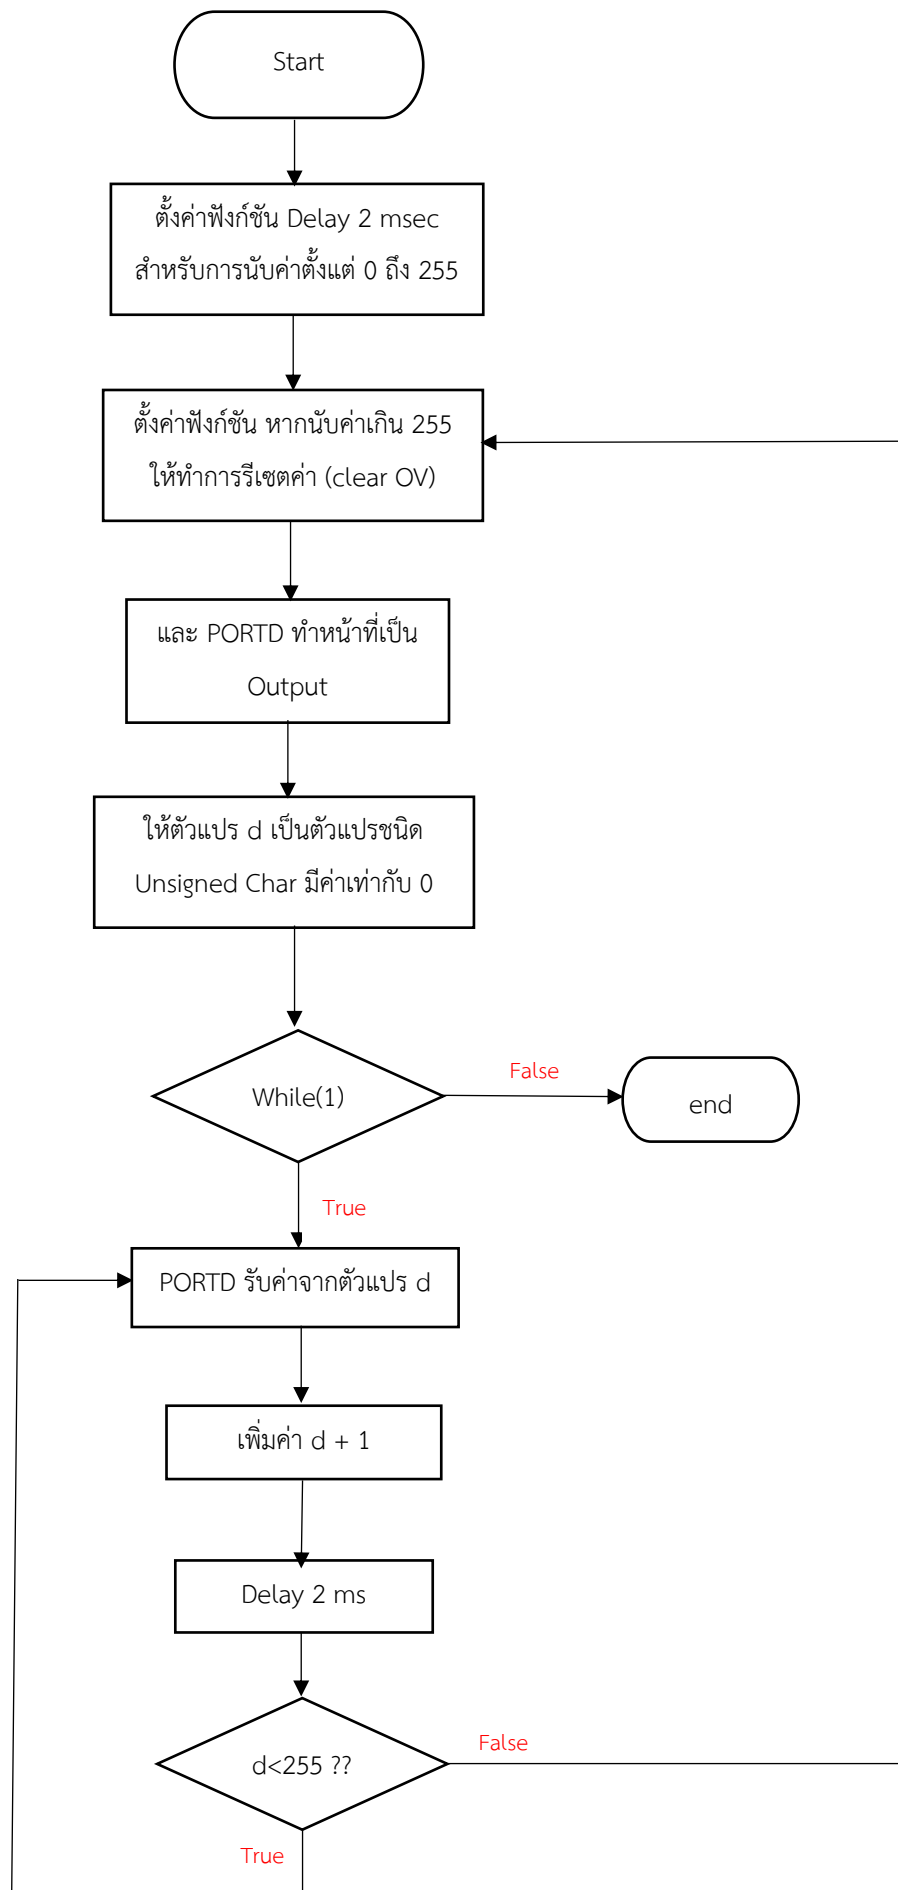 Start
ตั้งค่าฟังก์ชัน Delay 2 msec
สำหรับการนับค่าตั้งแต่ 0 ถึง 255
ตั้งค่าฟังก์ชัน หากนับค่าเกิน 255
ให้ทำการรีเซตค่า (clear OV)
และ PORTD ทำหน้าที่เป็น
Output
ให้ตัวแปร d เป็นตัวแปรชนิด
Unsigned Char มีค่าเท่ากับ 0
While(1)
False
end
True
PORTD รับค่าจากตัวแปร d
เพิ่มค่า d + 1
Delay 2 ms
d<255 ??
False
True